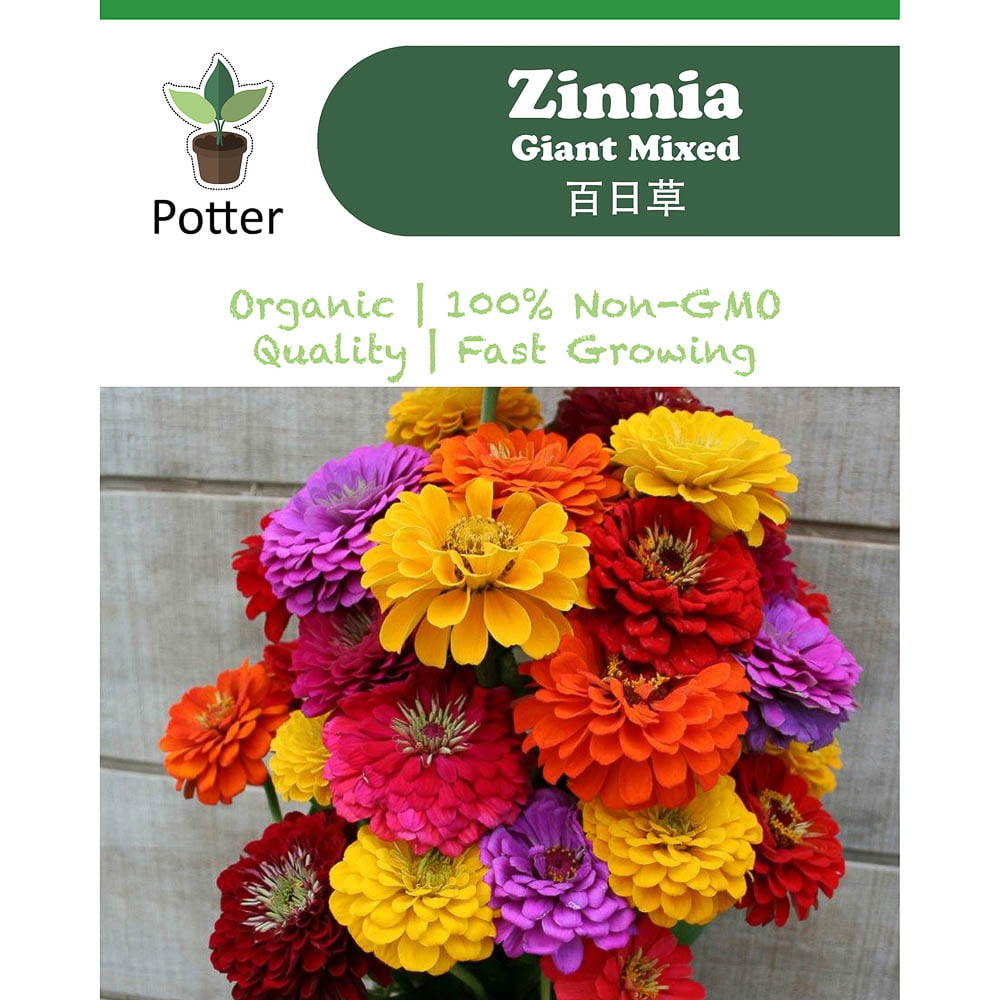 Potter
Zinnia
Giant Mixed
百日草
Organic | 100% Non-GMO
Quality | Fast Growing